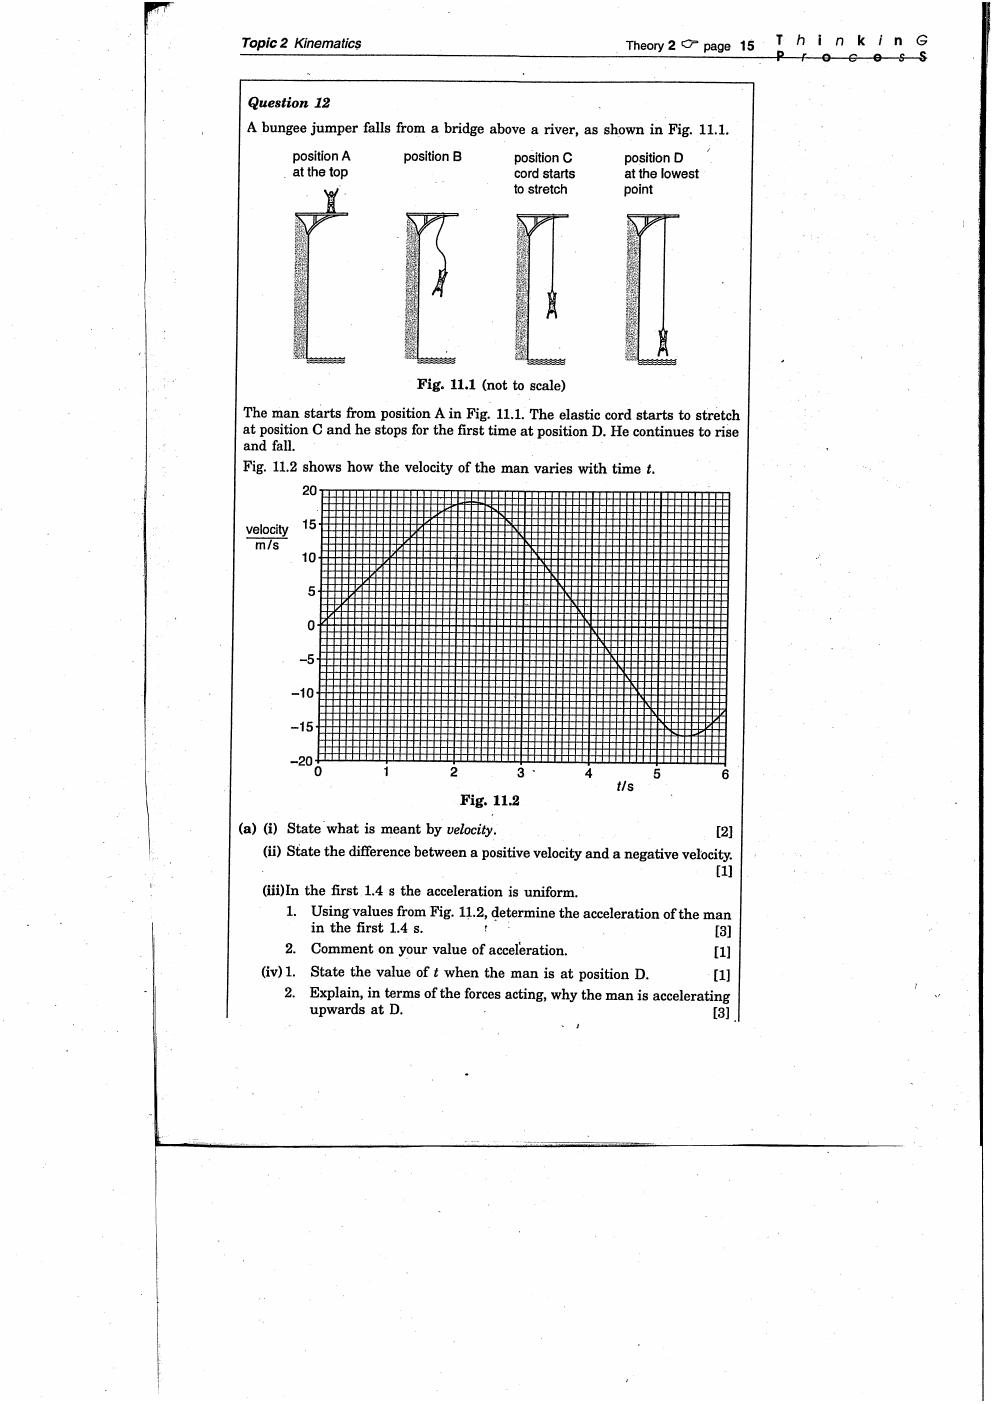 Topic 2 Kinematics
Theory 2 ☞ page 15
ThinkinG
ProcesS
Question 12
A bungee jumper falls from a bridge above a river, as shown in Fig. 11.1.
position A
at the top
position B
position C
cord starts
to stretch
position D
at the lowest
point
Fig. 11.1 (not to scale)
The man starts from position A in Fig. 11.1. The elastic cord starts to stretch
at position C and he stops for the first time at position D. He continues to rise
and fall.
Fig. 11.2 shows how the velocity of the man varies with time t.
velocity
m/s
20
15
10
5
0
−5
−10
−15
−20
0 1 2 3 4 5 6
t/s
Fig. 11.2
(a) (i) State what is meant by velocity. [2]
(ii) State the difference between a positive velocity and a negative velocity.
[1]
(iii)In the first 1.4 s the acceleration is uniform.
1. Using values from Fig. 11.2, determine the acceleration of the man
in the first 1.4 s. [3]
2. Comment on your value of acceleration. [1]
(iv) 1. State the value of t when the man is at position D. [1]
2. Explain, in terms of the forces acting, why the man is accelerating
upwards at D. [3]